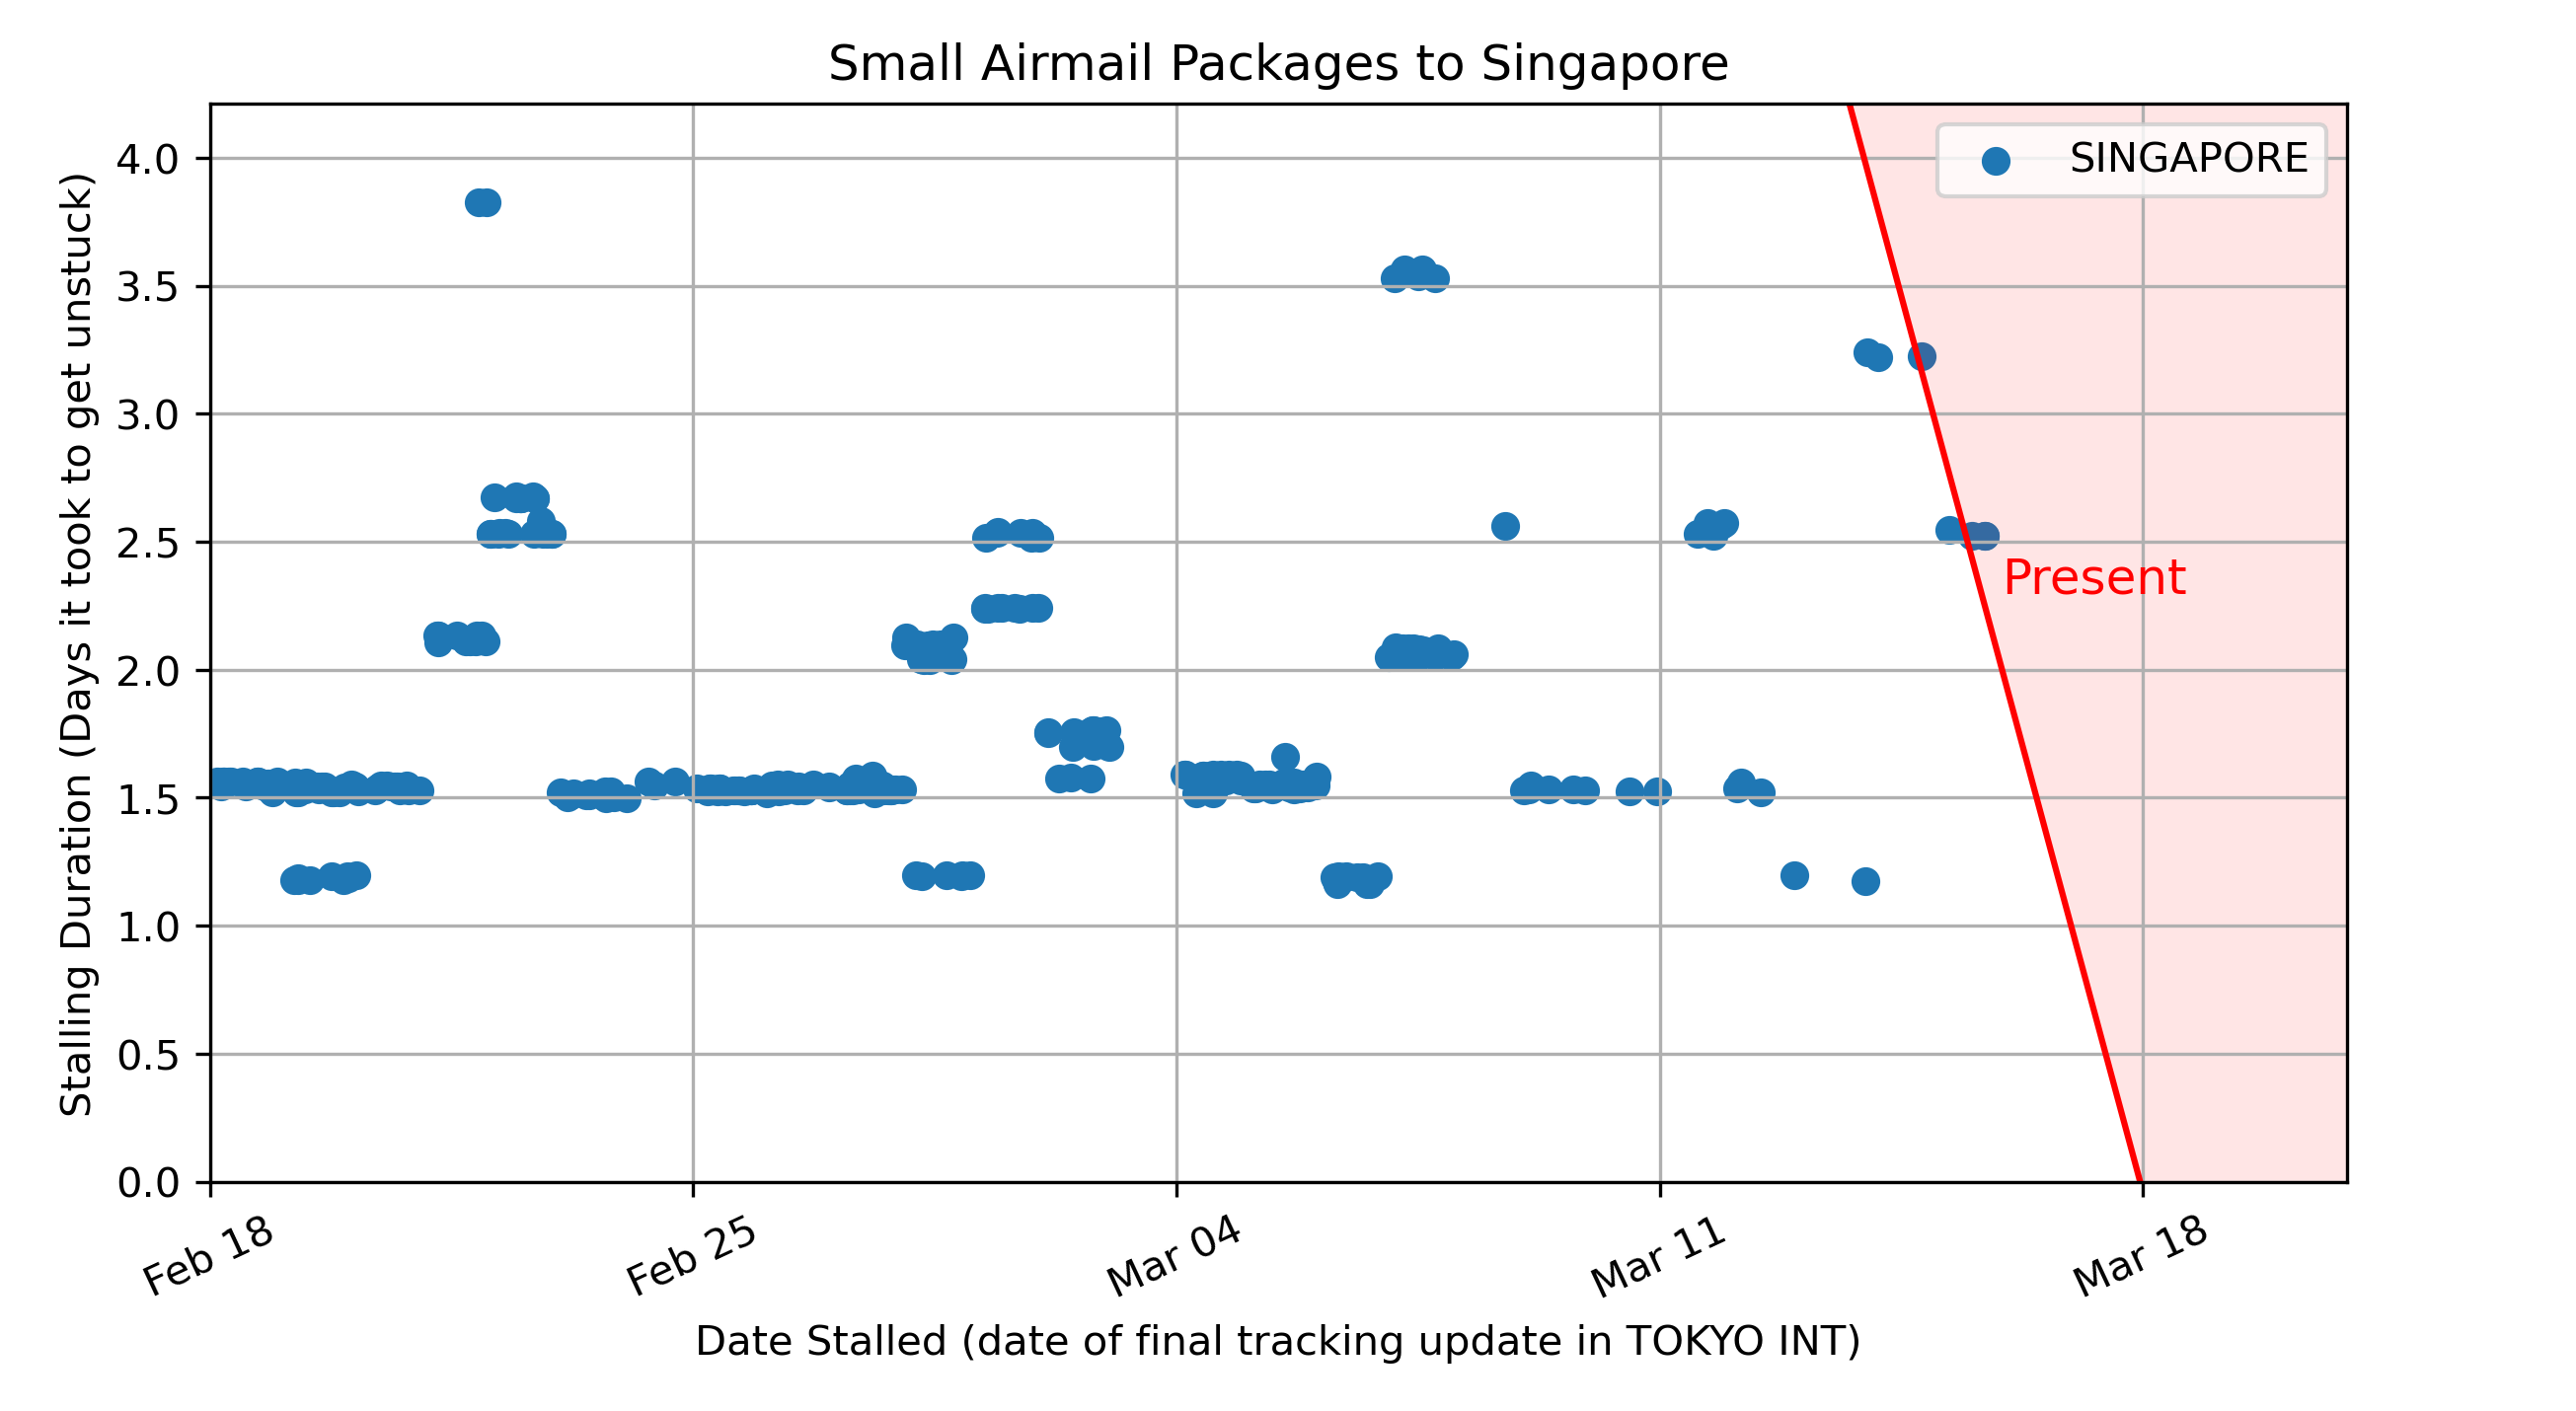 Small Airmail Packages to Singapore
SINGAPORE
Stalling Duration (Days it took to get unstuck)
4.0
3.5
3.0
2.5
2.0
1.5
1.0
0.5
0.0
Present
Feb 18
Feb 25
Mar 04
Mar 11
Mar 18
Date Stalled (date of final tracking update in TOKYO INT)